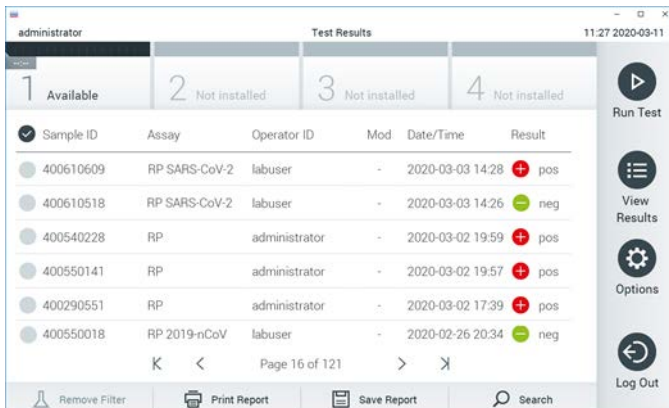 administrator Test Results 11:27 2020-03-11
1 Available 2 Not installed 3 Not installed 4 Not installed
Run Test
Sample ID Assay Operator ID Mod Date/Time Result
400610609 RP SARS-CoV-2 labuser - 2020-03-03 14:28 pos
400610518 RP SARS-CoV-2 labuser - 2020-03-03 14:26 neg
View
Results
400540228 RP administrator - 2020-03-02 19:59 pos
400550141 RP administrator - 2020-03-02 19:57 pos
Options
400290551 RP administrator - 2020-03-02 17:39 pos
400550018 RP 2019-nCoV labuser - 2020-02-26 20:34 neg
Page 16 of 121
Log Out
Remove Filter Print Report Save Report Search